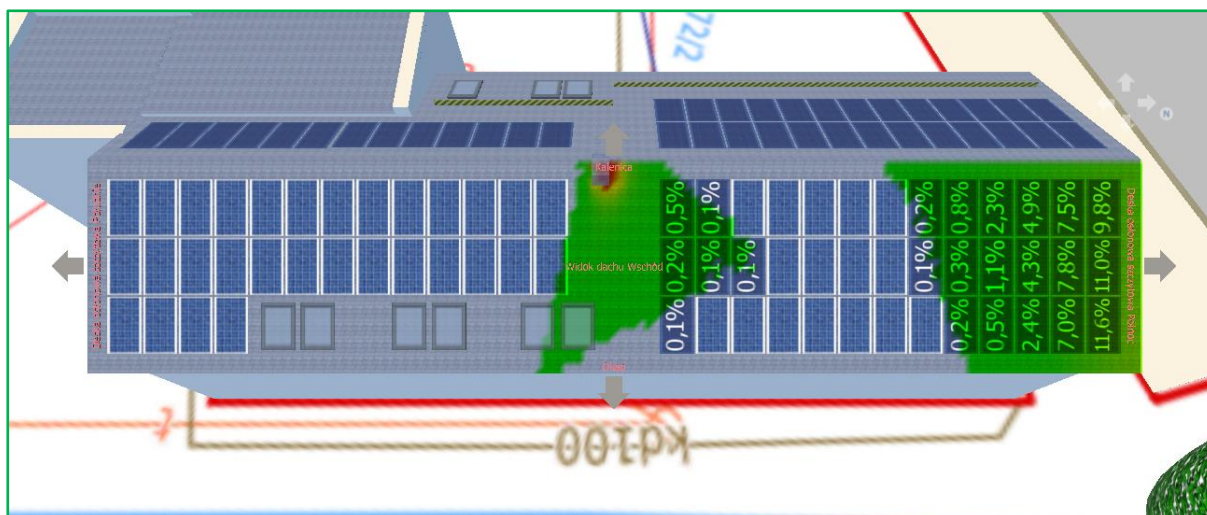 72/2
N
Kalenica
0,5% 0,1% 0,2% 0,8% 2,3% 4,9% 7,5% 9,8%
Widok dachu Wschód
0,2% 0,1% 0,1% 0,1% 0,3% 1,1% 4,3% 7,8% 11,0%
0,1% 0,2% 0,5% 2,4% 7,0% 11,6%
kd100